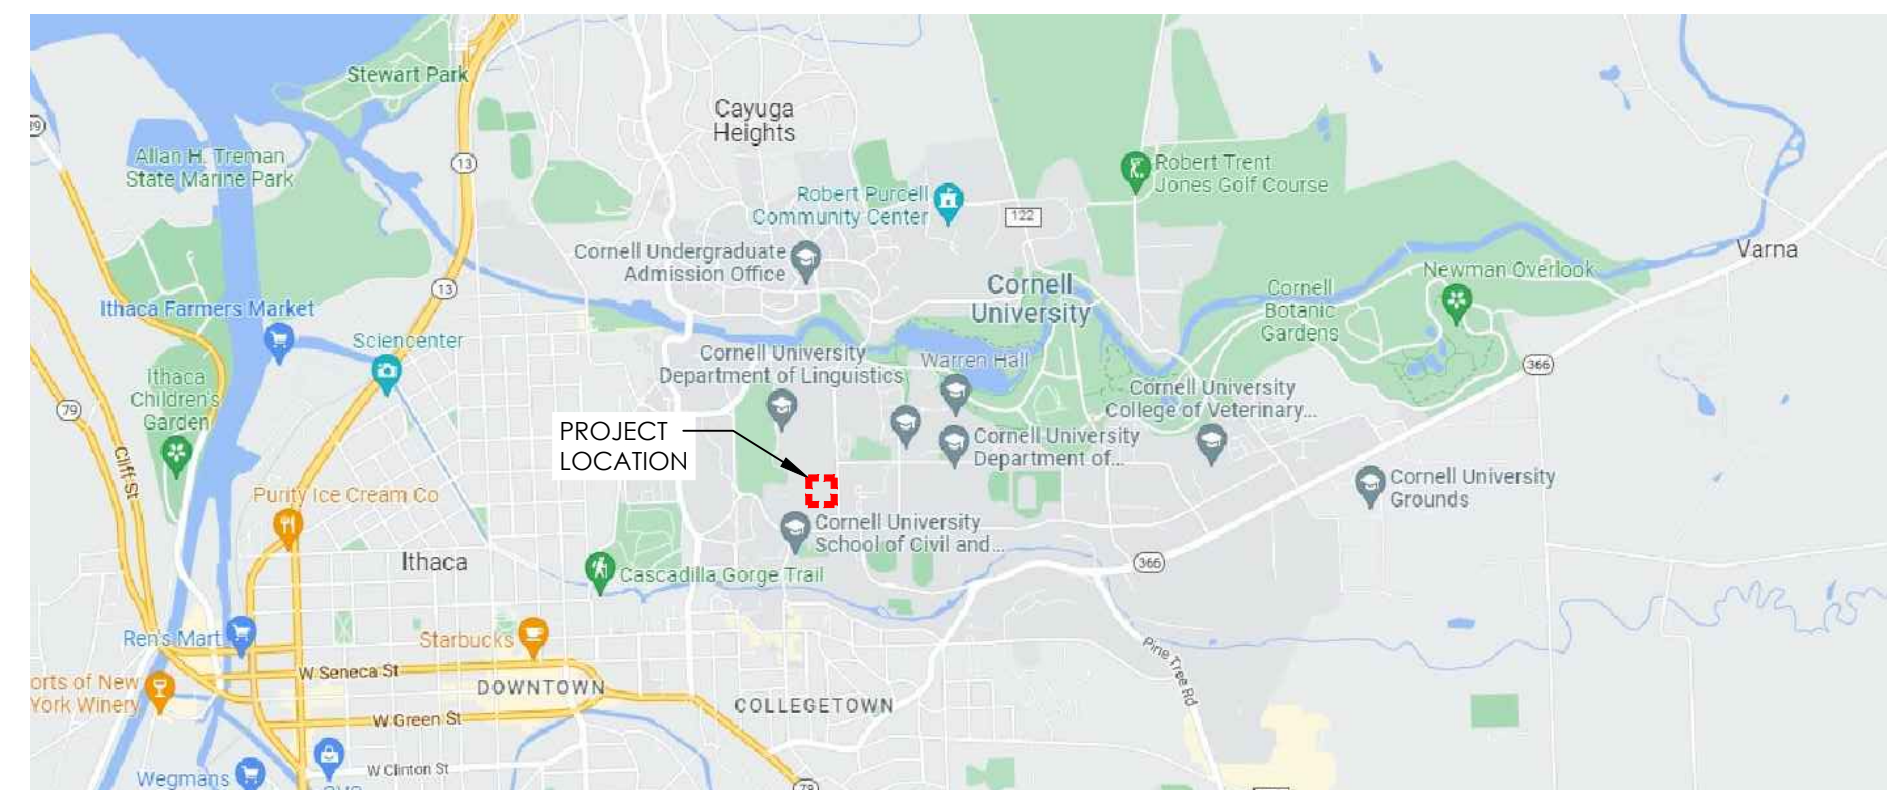 Stewart Park
Cayuga
Heights
13
Allan H. Treman
State Marine Park
Robert Trent
Jones Golf Course
Robert Purcell
Community Center
122
Cornell Undergraduate
Admission Office
Varna
Newman Overlook
Cornell
University
Cornell
Botanic
Gardens
13
Ithaca Farmers Market
Sciencenter
Cornell University
Department of Linguistics
Warren Hall
366
Ithaca
Children's
Garden
79
Cornell University
College of Veterinary...
PROJECT
LOCATION
Cornell University
Department of...
Cliff St
Cornell University
Grounds
Purity Ice Cream Co
Cornell University
School of Civil and...
Ithaca
366
Cascadilla Gorge Trail
Ren's Mart
Starbucks
Pine Tree Rd
W Seneca St
DOWNTOWN
orts of New
York Winery
COLLEGETOWN
W Green St
W Clinton St
Wegmans
79